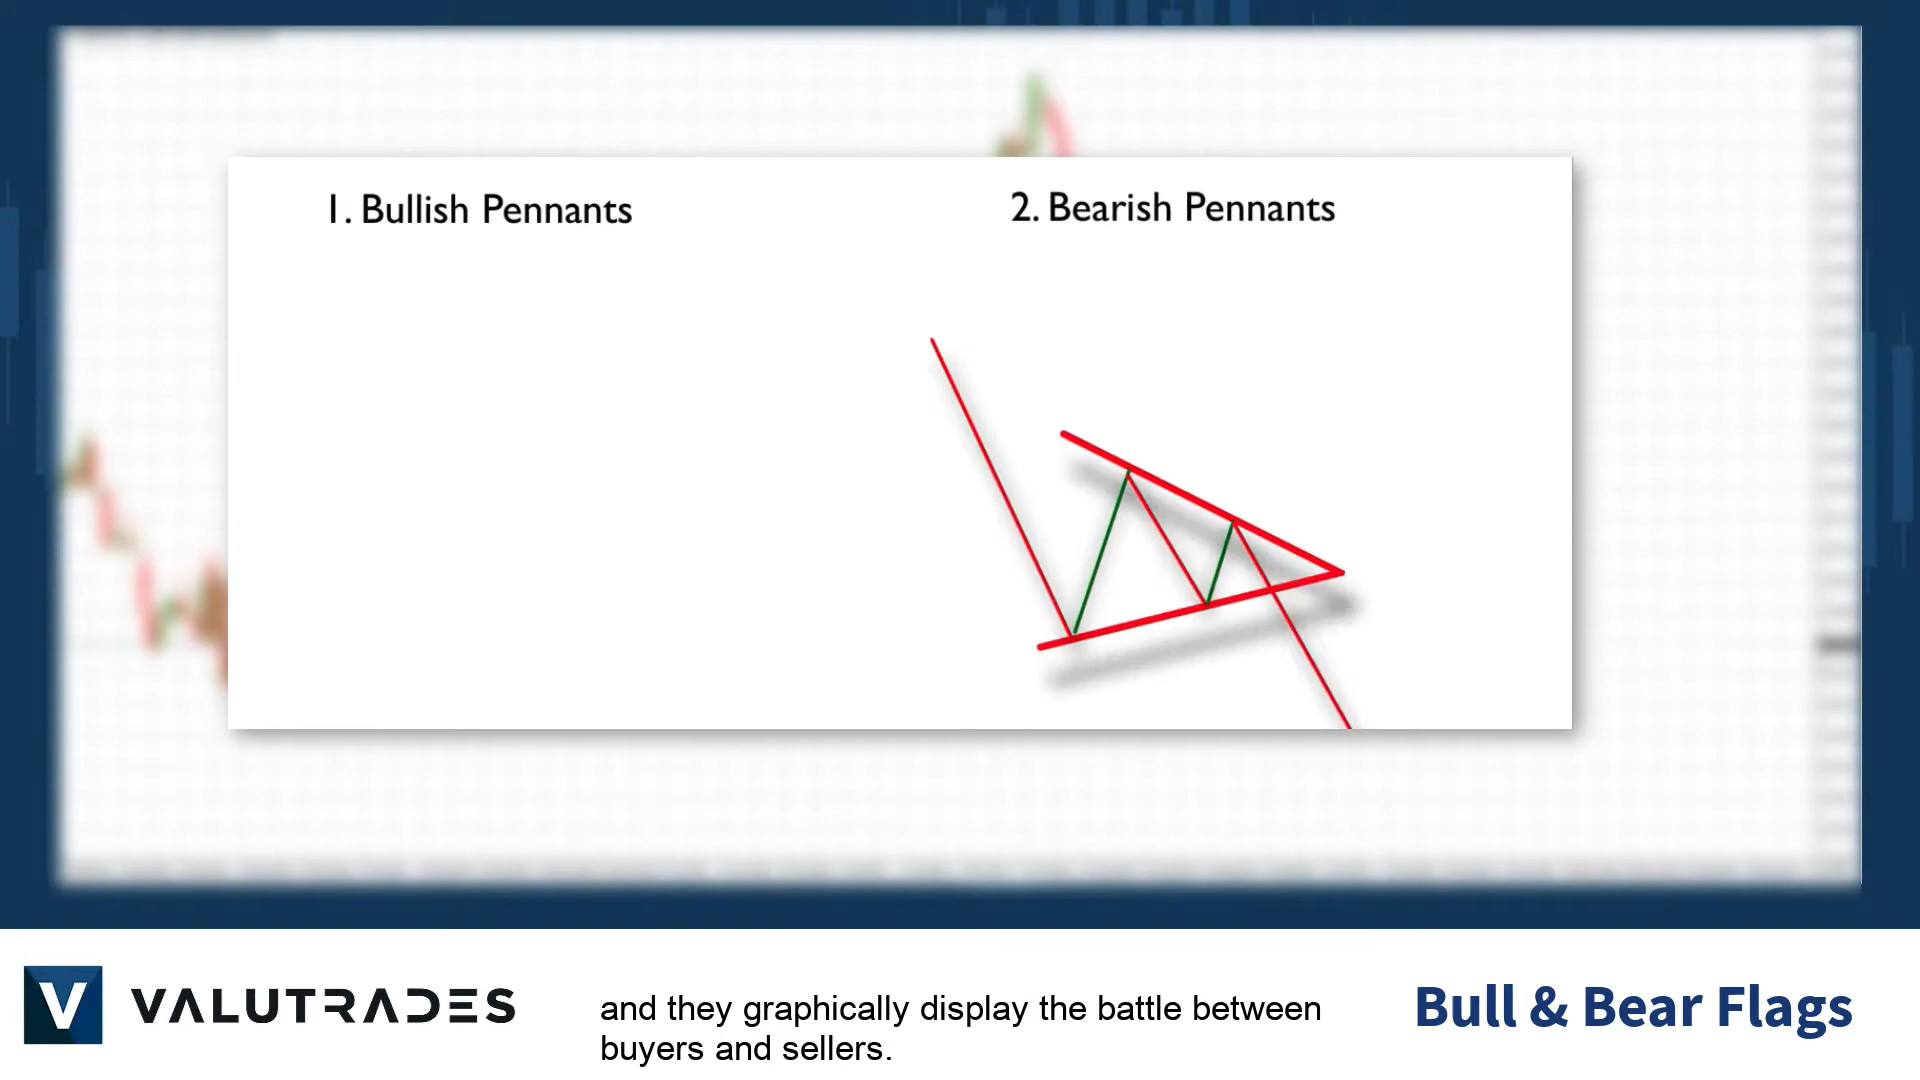 1. Bullish Pennants
2. Bearish Pennants
V VALUTRADES
and they graphically display the battle between
buyers and sellers.
Bull & Bear Flags